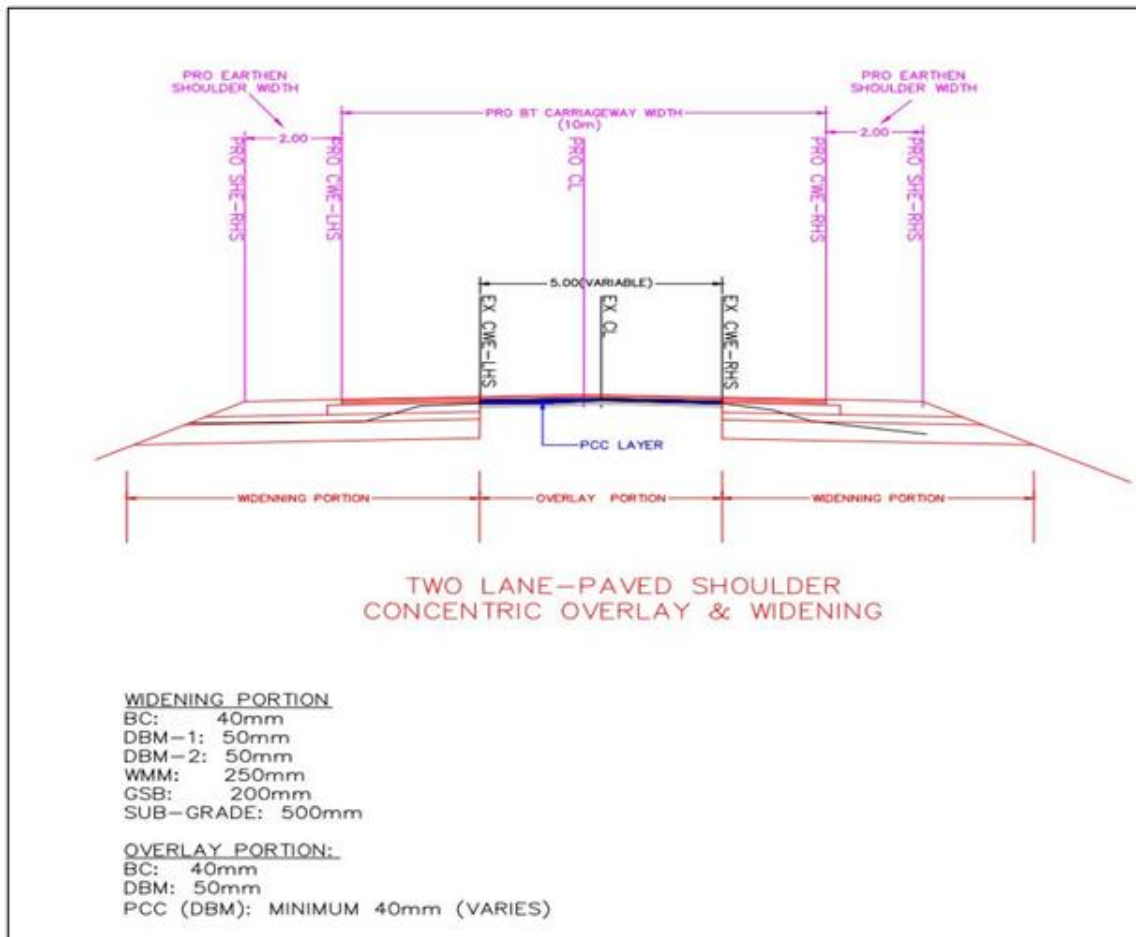 PRO EARTHEN
SHOULDER WIDTH
PRO EARTHEN
SHOULDER WIDTH
PRO BT CARRIAGEWAY WIDTH
(10m)
2.00
2.00
PRO SHE-RHS
PRO CWE-LHS
PRO CL
PRO CWE-RHS
PRO SHE-RHS
5.00(VARIABLE)
EX CWE-LHS
EX CL
EX CWE-RHS
PCC LAYER
WIDENNING PORTION
OVERLAY PORTION
WIDENNING PORTION
TWO LANE-PAVED SHOULDER
CONCENTRIC OVERLAY & WIDENING
WIDENING PORTION
BC: 40mm
DBM-1: 50mm
DBM-2: 50mm
WMM: 250mm
GSB: 200mm
SUB-GRADE: 500mm
OVERLAY PORTION:
BC: 40mm
DBM: 50mm
PCC (DBM): MINIMUM 40mm (VARIES)